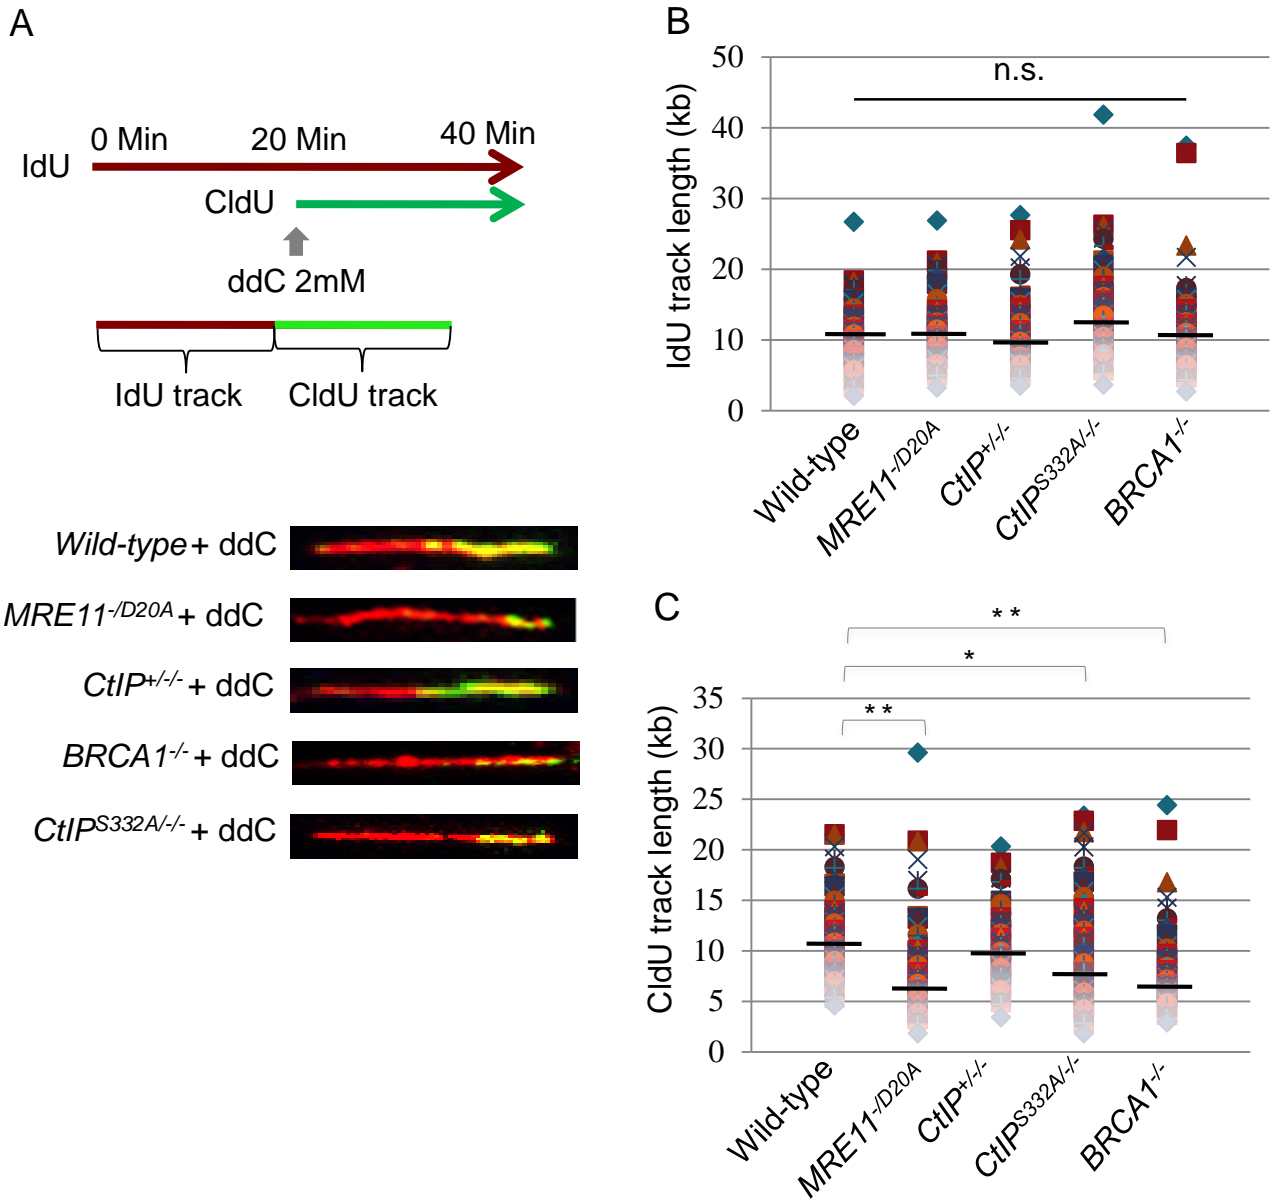 A
0 Min 20 Min 40 Min
IdU
CldU
ddC 2mM
IdU track CldU track
Wild-type + ddC
MRE11-/D20A + ddC
CtIP+/-/- + ddC
BRCA1-/- + ddC
CtIPS332A/-/- + ddC
B
IdU track length (kb)
50
40
30
20
10
0
n.s.
Wild-type
MRE11-/D20A
CtIP+/-/-
CtIPS332A/-/-
BRCA1-/-
C
CldU track length (kb)
* *
*
* *
35
30
25
20
15
10
5
0
Wild-type
MRE11-/D20A
CtIP+/-/-
CtIPS332A/-/-
BRCA1-/-